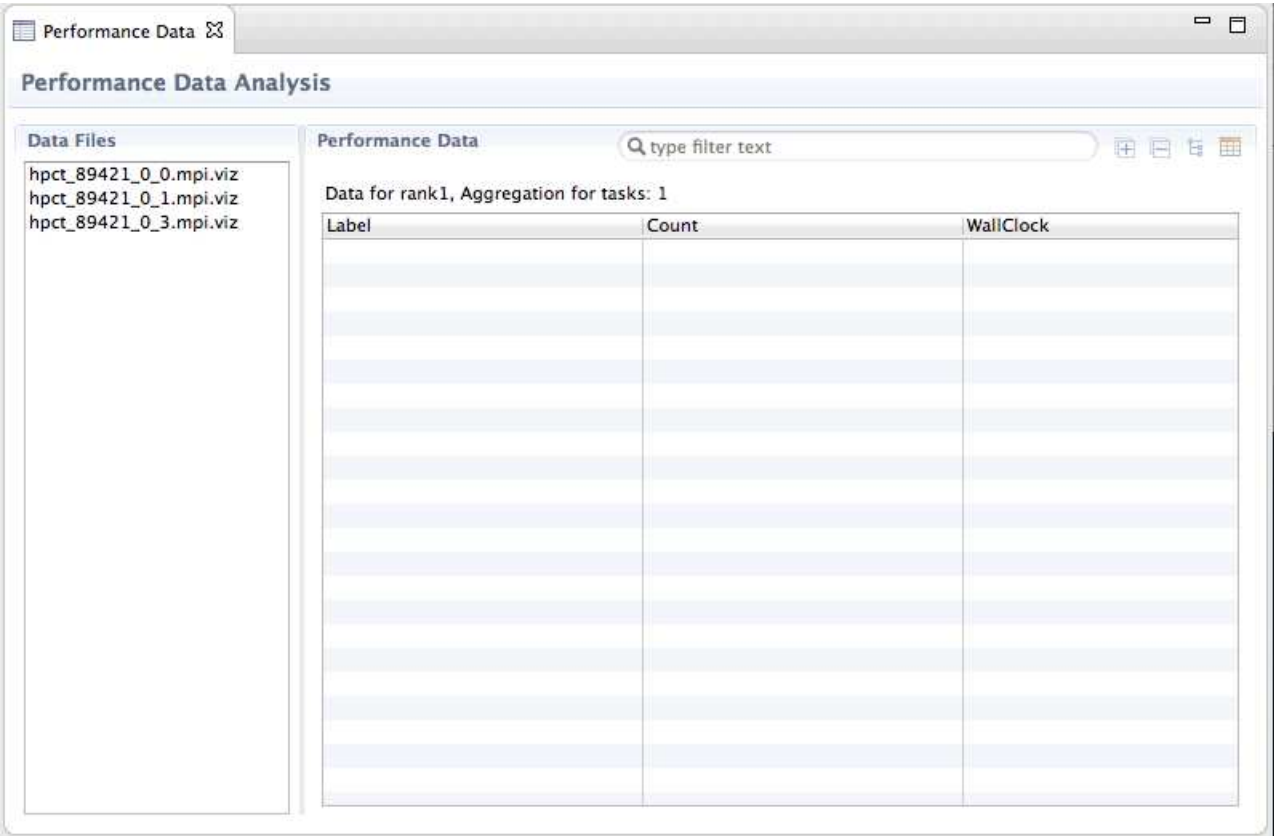 Performance Data
Performance Data Analysis
Data Files
hpct_89421_0_0.mpi.viz
hpct_89421_0_1.mpi.viz
hpct_89421_0_3.mpi.viz
Performance Data
type filter text
Data for rank1, Aggregation for tasks: 1
Label Count WallClock